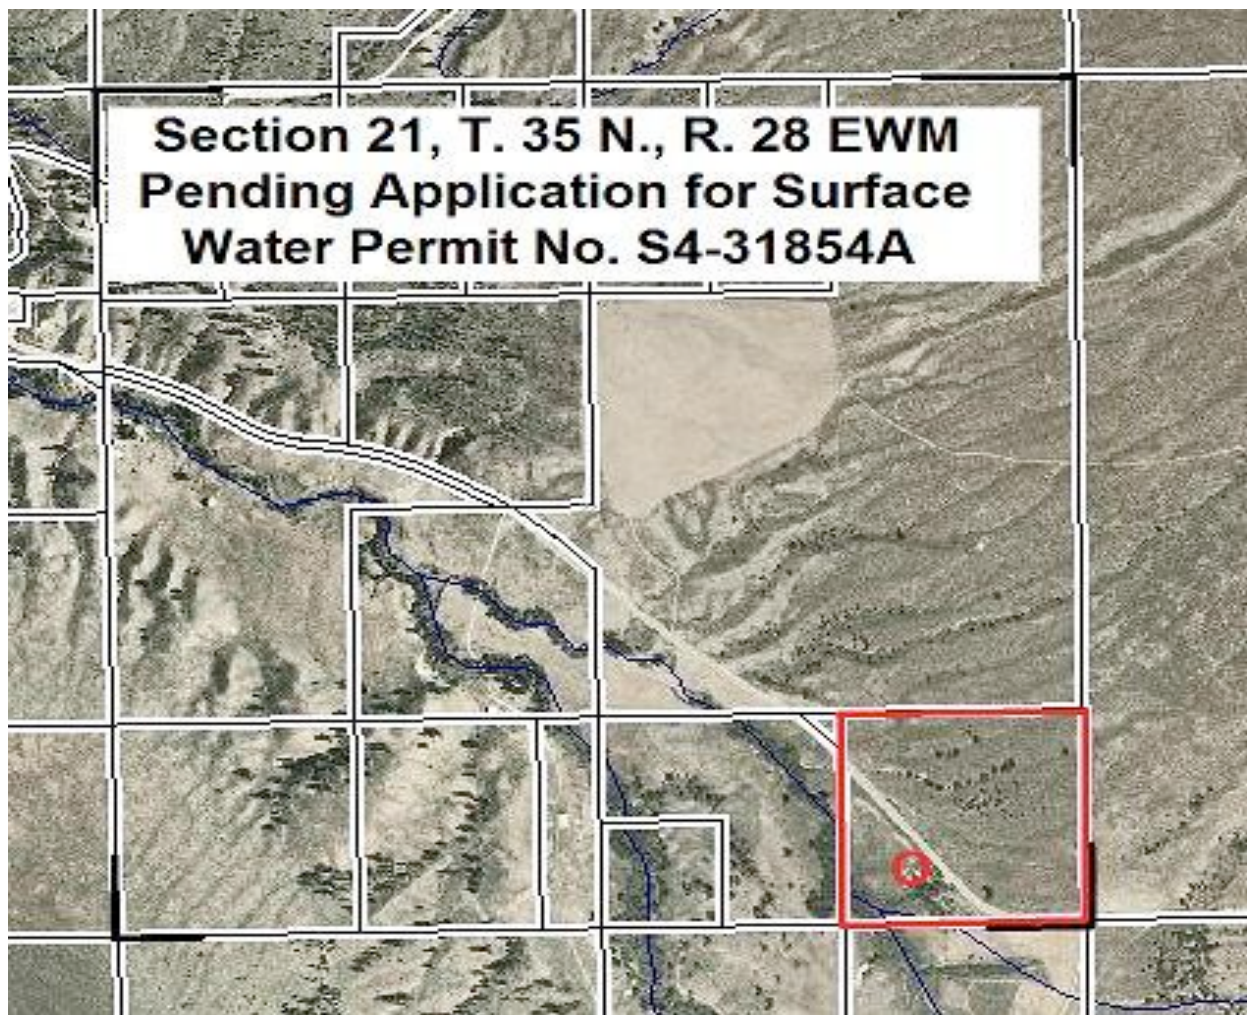 Section 21, T. 35 N., R. 28 EWM
Pending Application for Surface
Water Permit No. S4-31854A